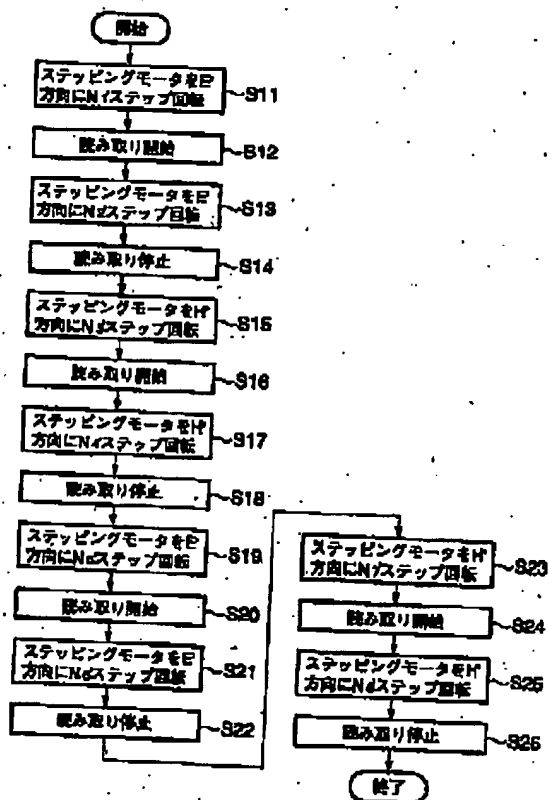 開始
ステッピングモータをE'
方向にN1ステップ回転
S11
読み取り開始
S12
ステッピングモータをE'
方向にN2ステップ回転
S13
読み取り停止
S14
ステッピングモータをH'
方向にN3ステップ回転
S15
読み取り開始
S16
ステッピングモータをH'
方向にN4ステップ回転
S17
読み取り停止
S18
ステッピングモータをE'
方向にN5ステップ回転
S19
読み取り開始
S20
ステッピングモータをE'
方向にN6ステップ回転
S21
読み取り停止
S22
ステッピングモータをH'
方向にN7ステップ回転
S23
読み取り開始
S24
ステッピングモータをH'
方向にN8ステップ回転
S25
読み取り停止
S26
終了